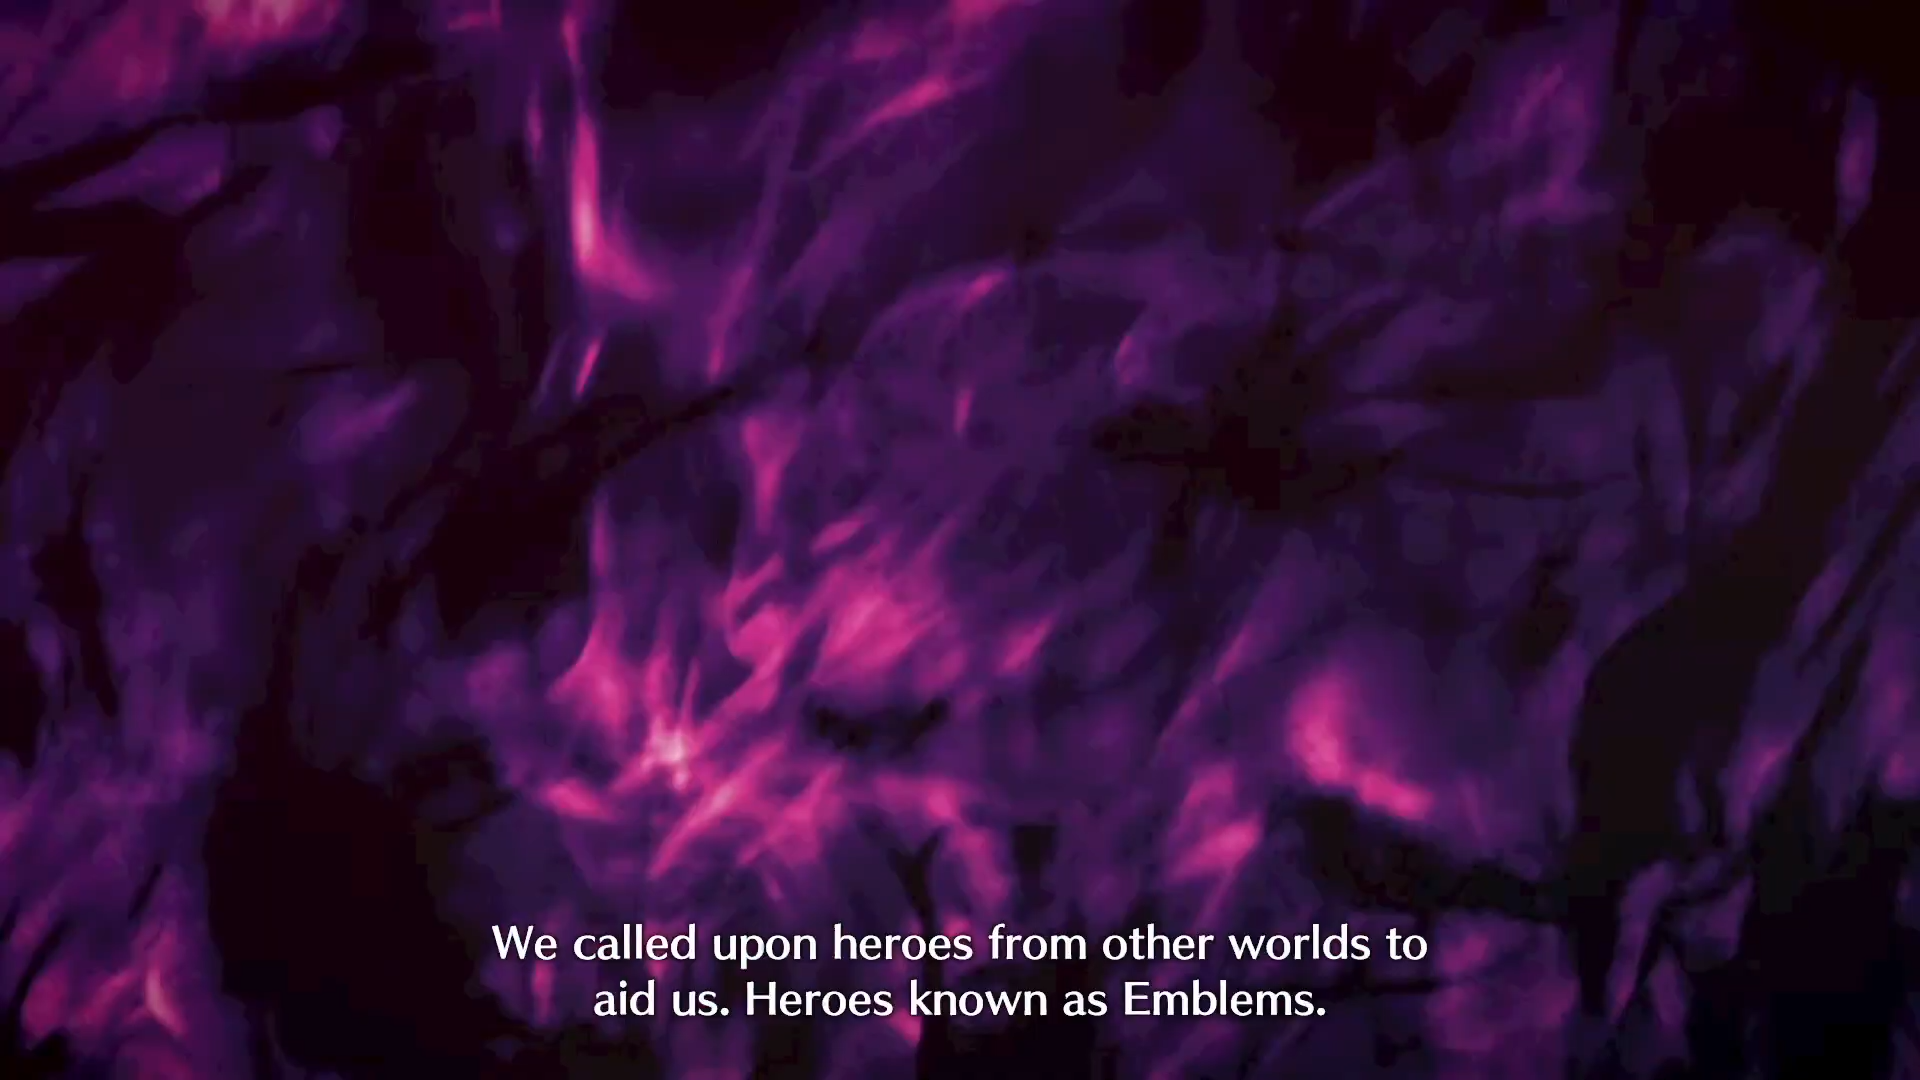 We called upon heroes from other worlds to
aid us. Heroes known as Emblems.